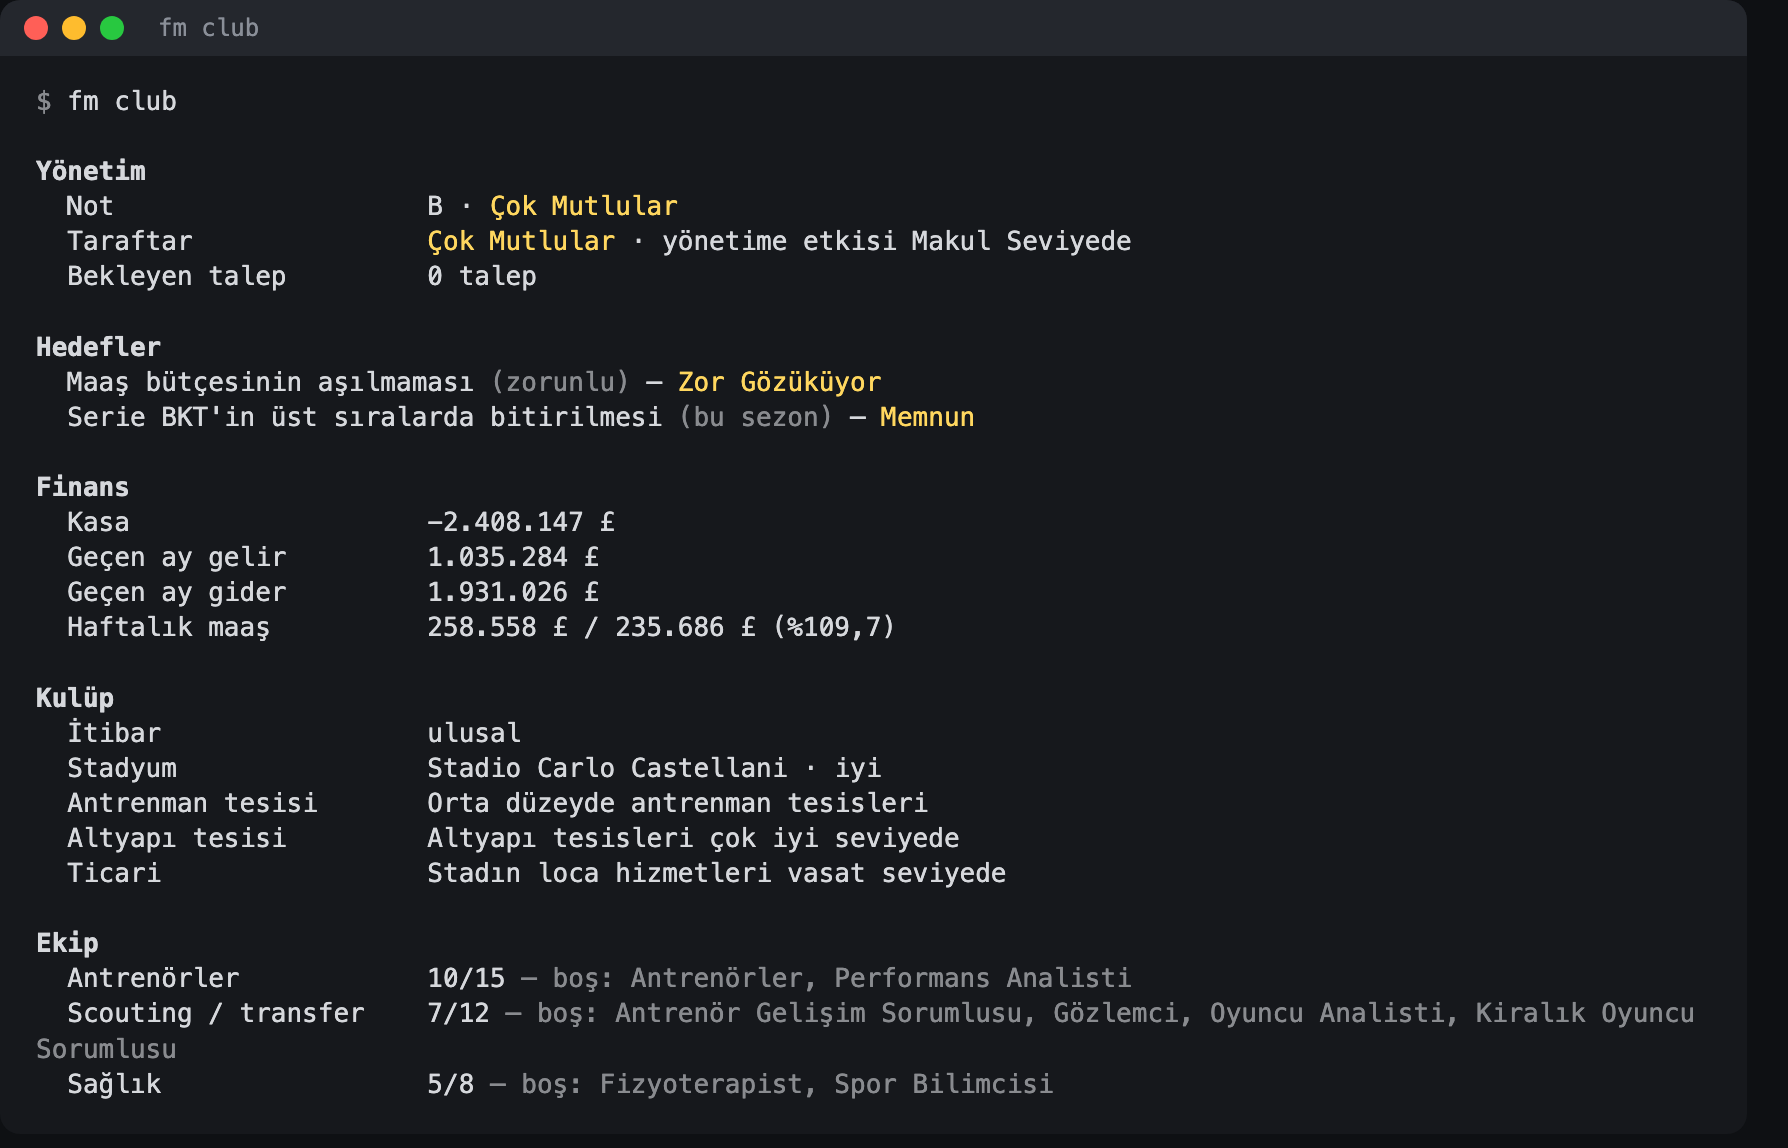 fm club
$ fm club
Yönetim
Not B · Çok Mutlular
Taraftar Çok Mutlular · yönetime etkisi Makul Seviyede
Bekleyen talep 0 talep
Hedefler
Maaş bütçesinin aşılmaması (zorunlu) — Zor Gözüküyor
Serie BKT'in üst sıralarda bitirilmesi (bu sezon) — Memnun
Finans
Kasa −2.408.147 £
Geçen ay gelir 1.035.284 £
Geçen ay gider 1.931.026 £
Haftalık maaş 258.558 £ / 235.686 £ (%109,7)
Kulüp
İtibar ulusal
Stadyum Stadio Carlo Castellani · iyi
Antrenman tesisi Orta düzeyde antrenman tesisleri
Altyapı tesisi Altyapı tesisleri çok iyi seviyede
Ticari Stadın loca hizmetleri vasat seviyede
Ekip
Antrenörler 10/15 — boş: Antrenörler, Performans Analisti
Scouting / transfer 7/12 — boş: Antrenör Gelişim Sorumlusu, Gözlemci, Oyuncu Analisti, Kiralık Oyuncu
Sorumlusu
Sağlık 5/8 — boş: Fizyoterapist, Spor Bilimcisi